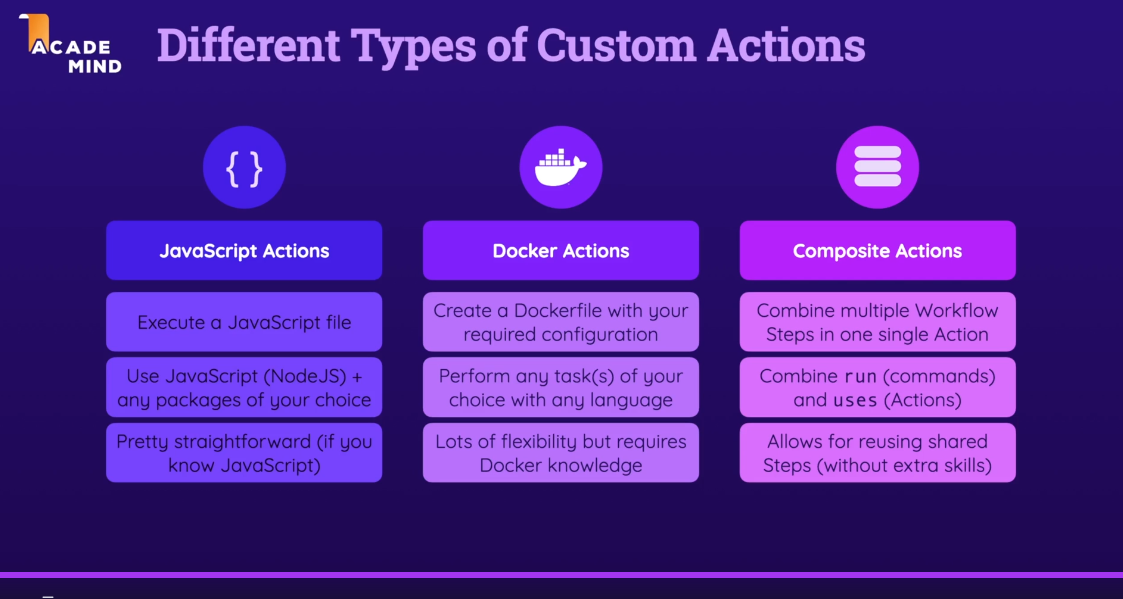 ACADE
MIND
Different Types of Custom Actions
{ }
JavaScript Actions
Execute a JavaScript file
Use JavaScript (NodeJS) +
any packages of your choice
Pretty straightforward (if you
know JavaScript)
Docker Actions
Create a Dockerfile with your
required configuration
Perform any task(s) of your
choice with any language
Lots of flexibility but requires
Docker knowledge
Composite Actions
Combine multiple Workflow
Steps in one single Action
Combine run (commands)
and uses (Actions)
Allows for reusing shared
Steps (without extra skills)